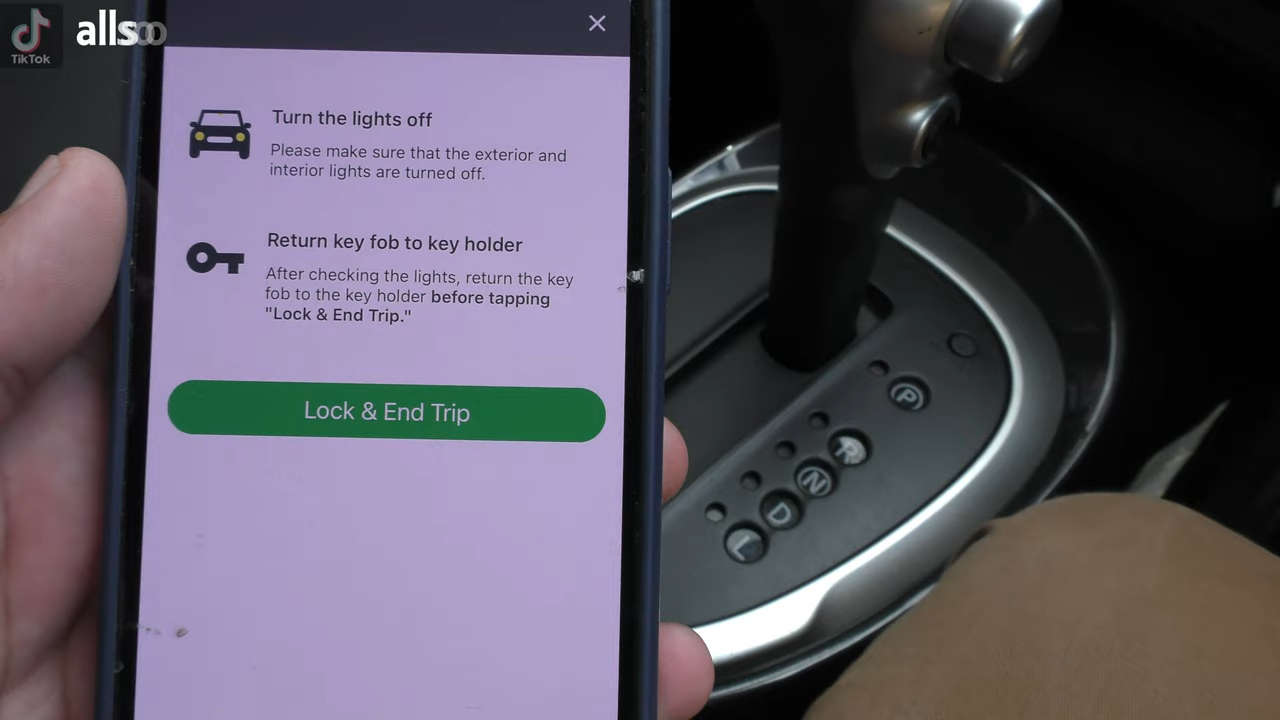 TikTok
allsoo
Turn the lights off
Please make sure that the exterior and
interior lights are turned off.
Return key fob to key holder
After checking the lights, return the key
fob to the key holder before tapping
"Lock & End Trip."
Lock & End Trip
P
R
N
D
L